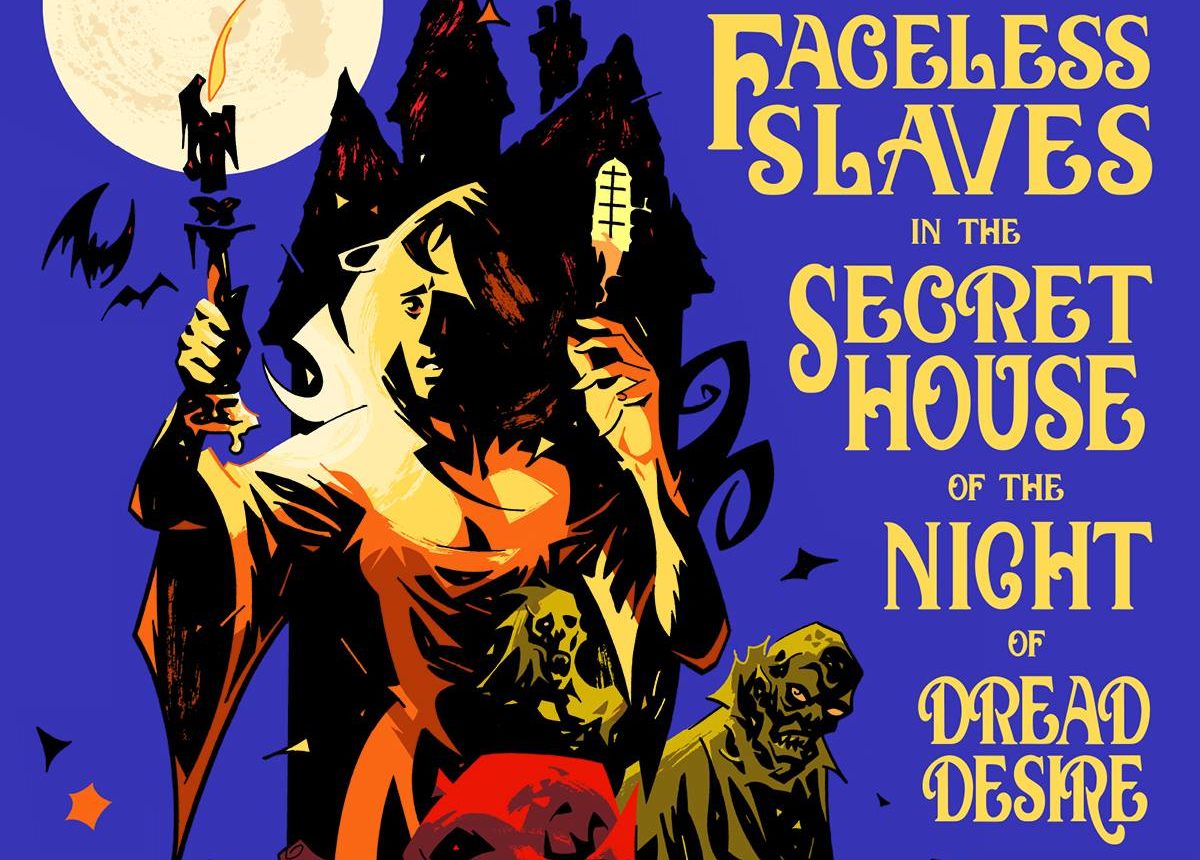 FACELESS
SLAVES
IN THE
SECRET
HOUSE
OF THE
NIGHT
OF
DREAD
DESIRE